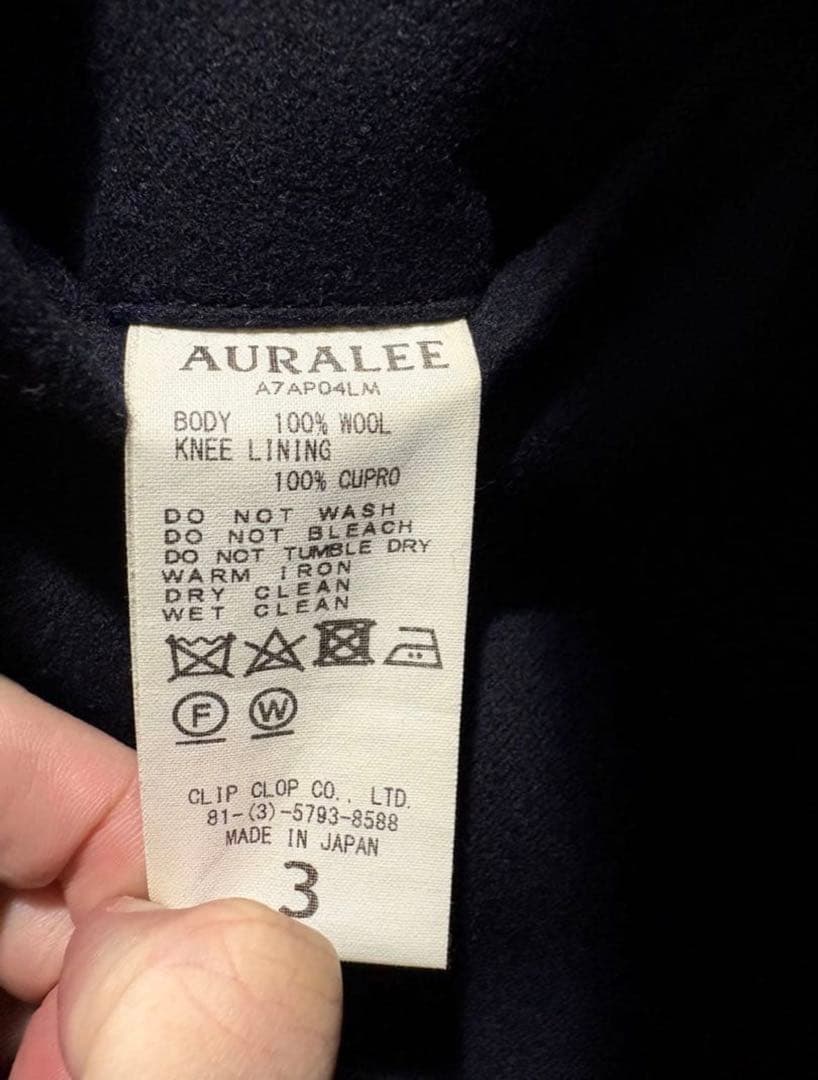 AURALEE
A7AP04LM
BODY 100% WOOL
KNEE LINING
100% CUPRO
DO NOT WASH
DO NOT BLEACH
DO NOT TUMBLE DRY
WARM IRON
DRY CLEAN
WET CLEAN
F W
CLIP CLOP CO., LTD.
81-(3)-5793-8588
MADE IN JAPAN
3